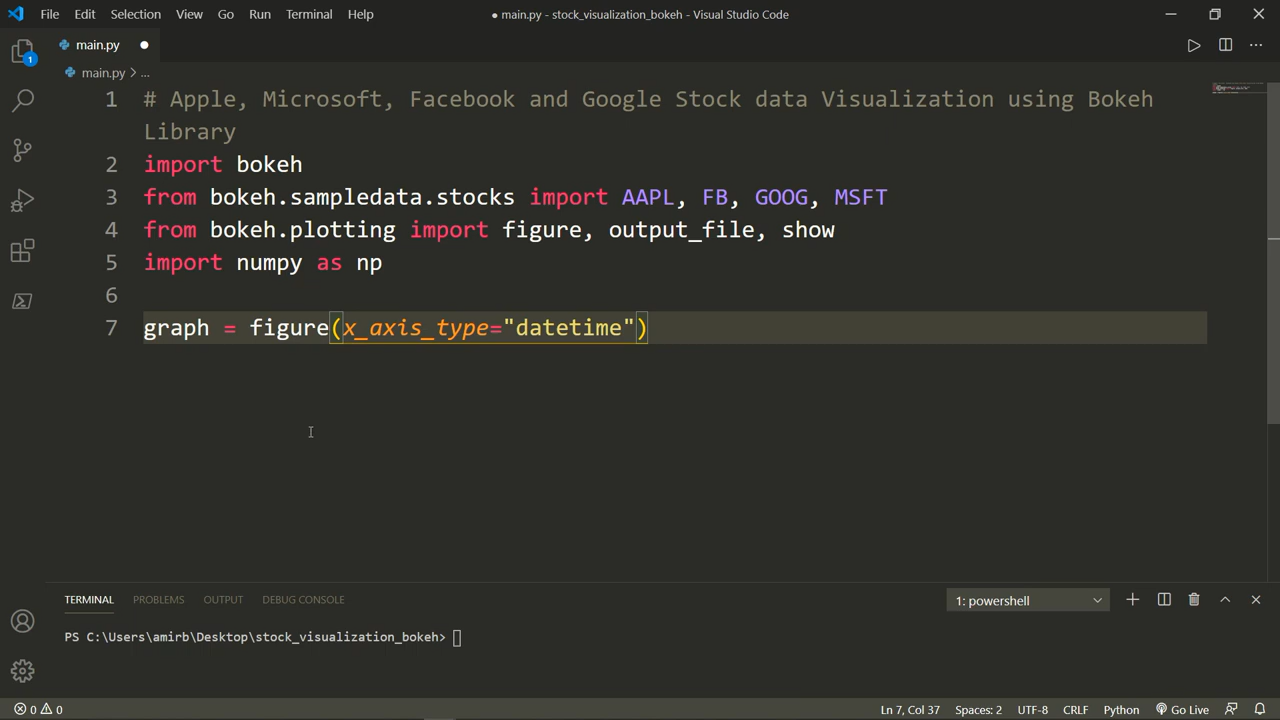 File Edit Selection View Go Run Terminal Help
● main.py - stock_visualization_bokeh - Visual Studio Code
main.py ●
main.py > ...
1 # Apple, Microsoft, Facebook and Google Stock data Visualization using Bokeh
Library
2 import bokeh
3 from bokeh.sampledata.stocks import AAPL, FB, GOOG, MSFT
4 from bokeh.plotting import figure, output_file, show
5 import numpy as np
6
7 graph = figure(x_axis_type="datetime")
1
TERMINAL PROBLEMS OUTPUT DEBUG CONSOLE
1: powershell
PS C:\Users\amirb\Desktop\stock_visualization_bokeh>
0 0
Ln 7, Col 37 Spaces: 2 UTF-8 CRLF Python Go Live